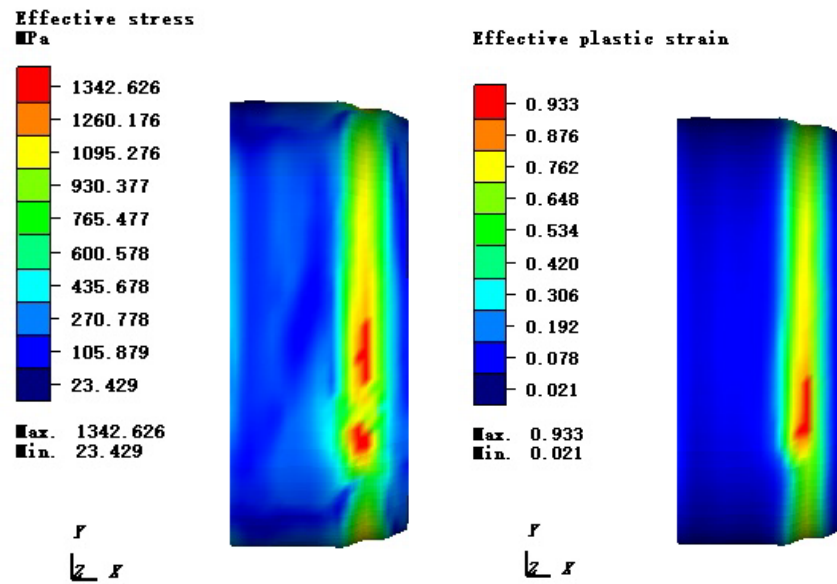 Effective stress
MPa
1342.626
1260.176
1095.276
930.377
765.477
600.578
435.678
270.778
105.879
23.429
Max. 1342.626
Min. 23.429
Y
Z X
Effective plastic strain
0.933
0.876
0.762
0.648
0.534
0.420
0.306
0.192
0.078
0.021
Max. 0.933
Min. 0.021
Y
Z X